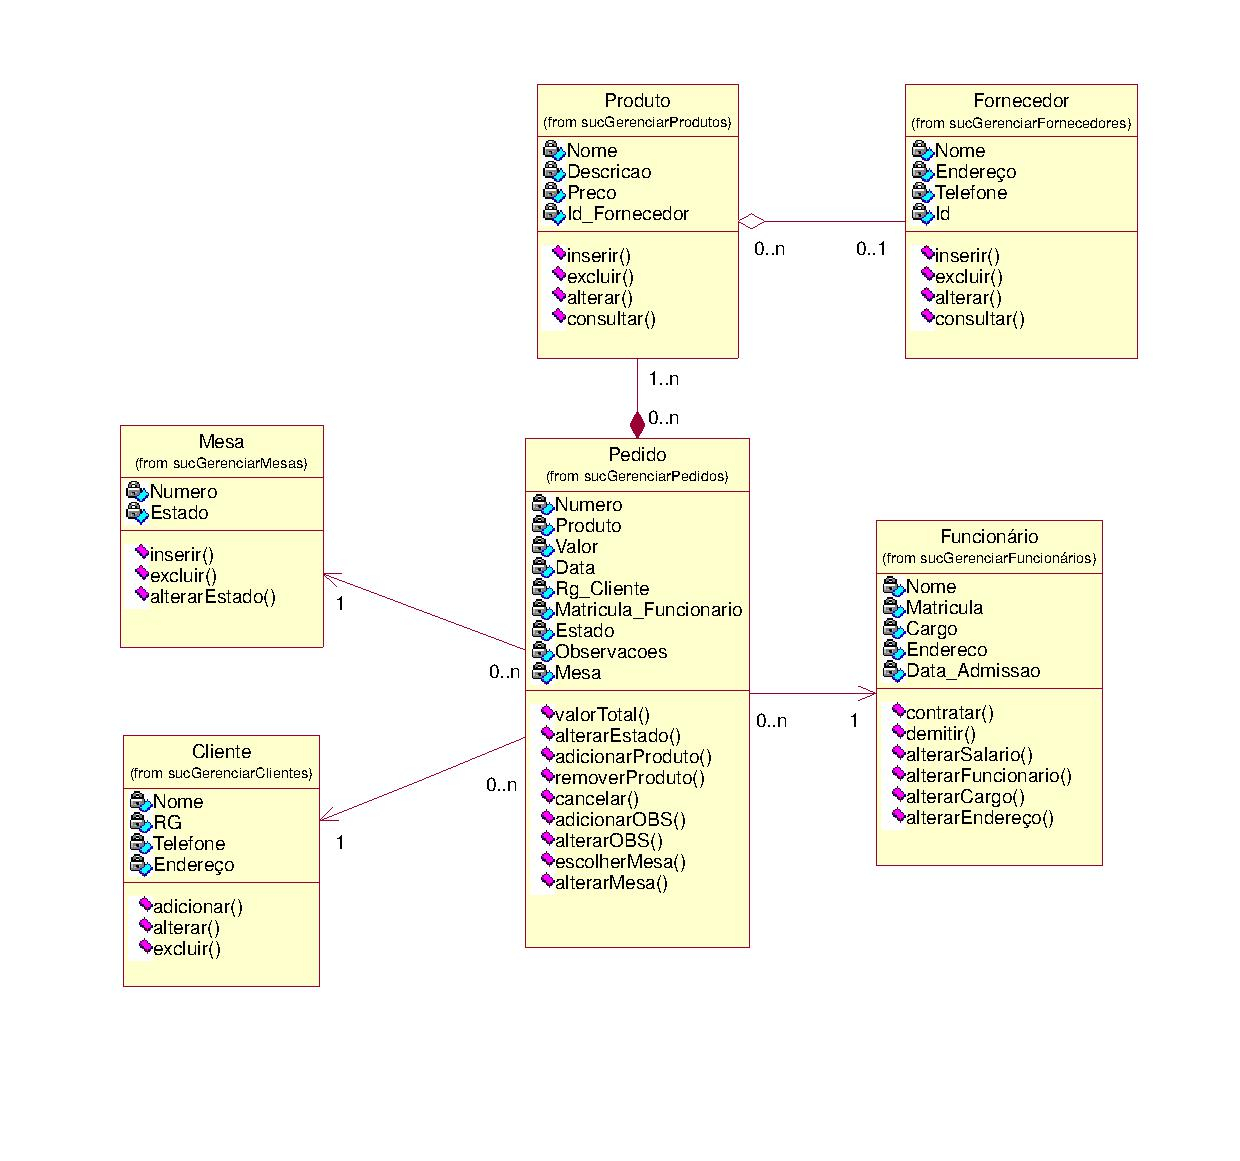 Produto
(from sucGerenciarProdutos)
Nome
Descricao
Preco
Id_Fornecedor
inserir()
excluir()
alterar()
consultar()
Fornecedor
(from sucGerenciarFornecedores)
Nome
Endereço
Telefone
Id
inserir()
excluir()
alterar()
consultar()
0..n
0..1
1..n
0..n
Mesa
(from sucGerenciarMesas)
Numero
Estado
inserir()
excluir()
alterarEstado()
1
0..n
Pedido
(from sucGerenciarPedidos)
Numero
Produto
Valor
Data
Rg_Cliente
Matricula_Funcionario
Estado
Observacoes
Mesa
valorTotal()
alterarEstado()
adicionarProduto()
removerProduto()
cancelar()
adicionarOBS()
alterarOBS()
escolherMesa()
alterarMesa()
Funcionário
(from sucGerenciarFuncionários)
Nome
Matricula
Cargo
Endereco
Data_Admissao
contratar()
demitir()
alterarSalario()
alterarFuncionario()
alterarCargo()
alterarEndereço()
0..n
1
Cliente
(from sucGerenciarClientes)
Nome
RG
Telefone
Endereço
adicionar()
alterar()
excluir()
0..n
1